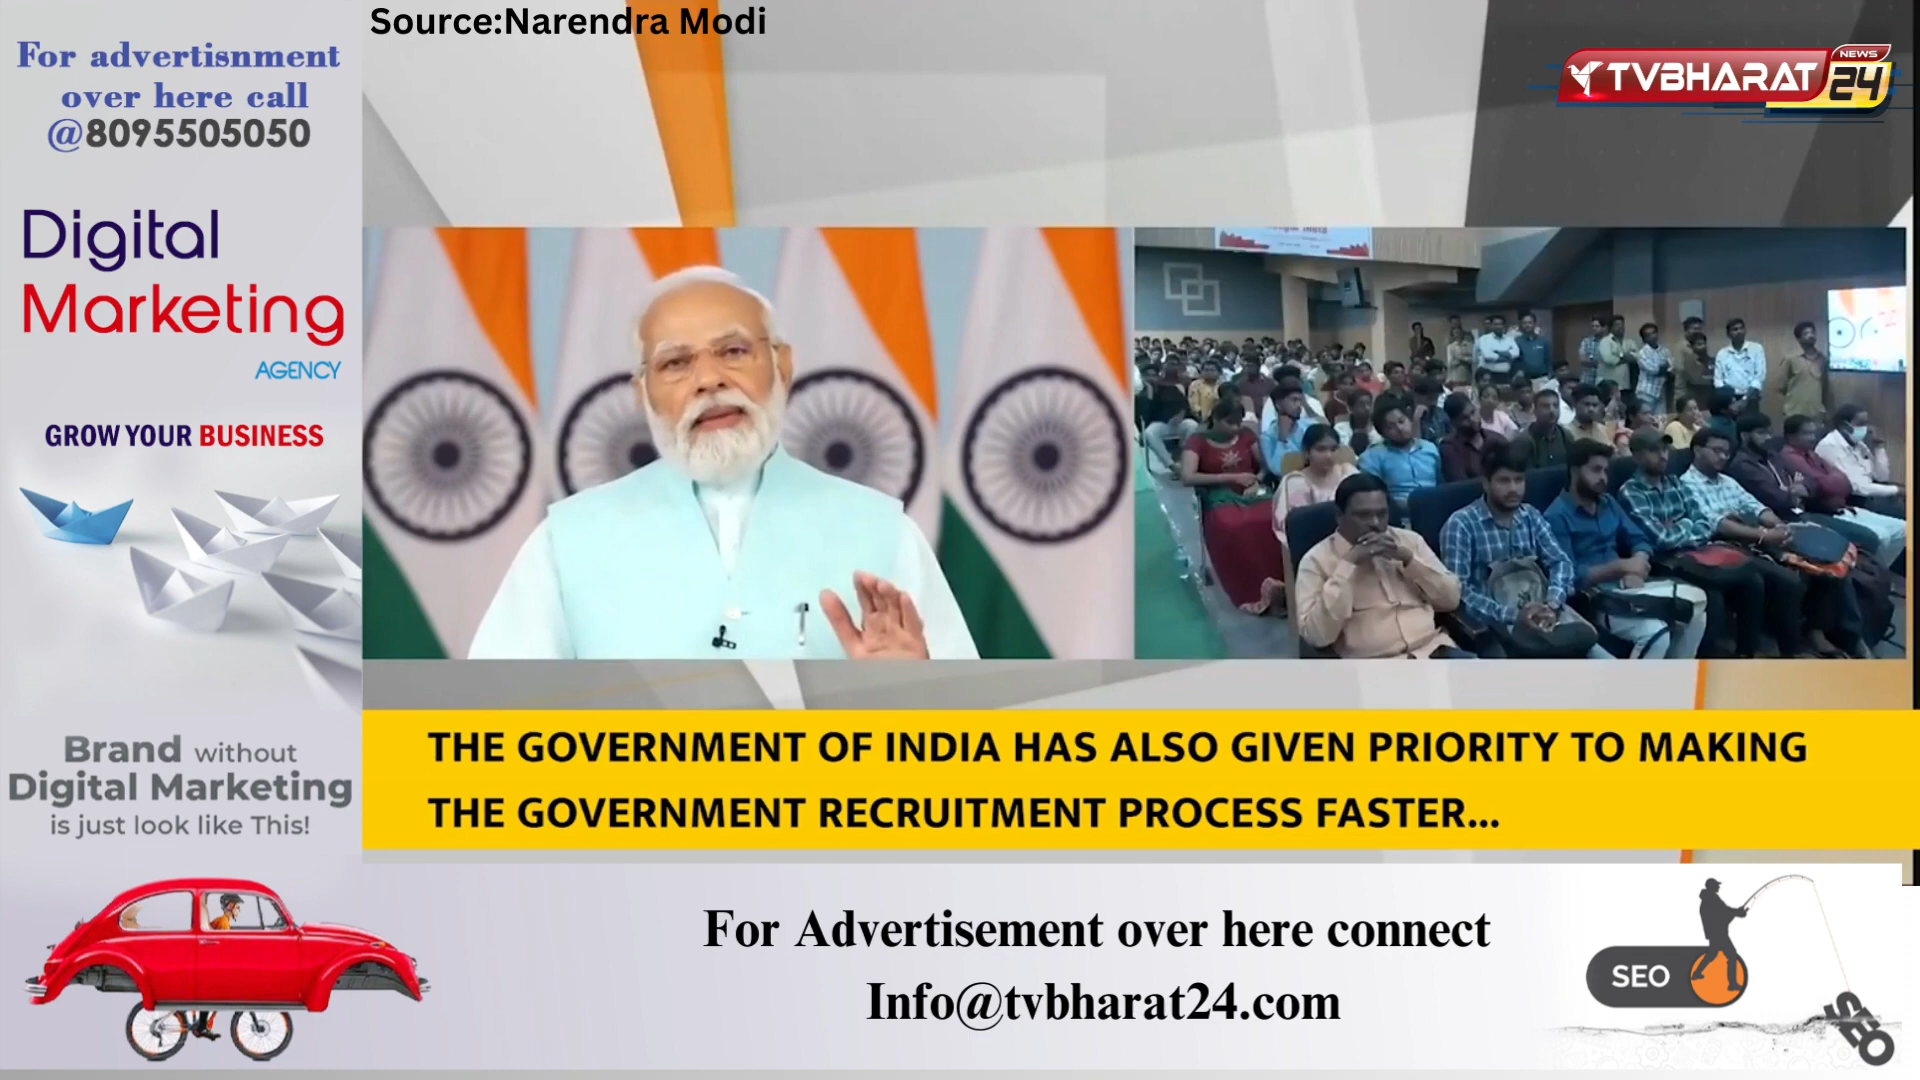 Source:Narendra Modi
NEWS
TVBHARAT 24
For advertisnment
over here call
@8095505050
Digital
Marketing
AGENCY
GROW YOUR BUSINESS
Brand without
Digital Marketing
is just look like This!
THE GOVERNMENT OF INDIA HAS ALSO GIVEN PRIORITY TO MAKING
THE GOVERNMENT RECRUITMENT PROCESS FASTER...
For Advertisement over here connect
Info@tvbharat24.com
SEO
SEO